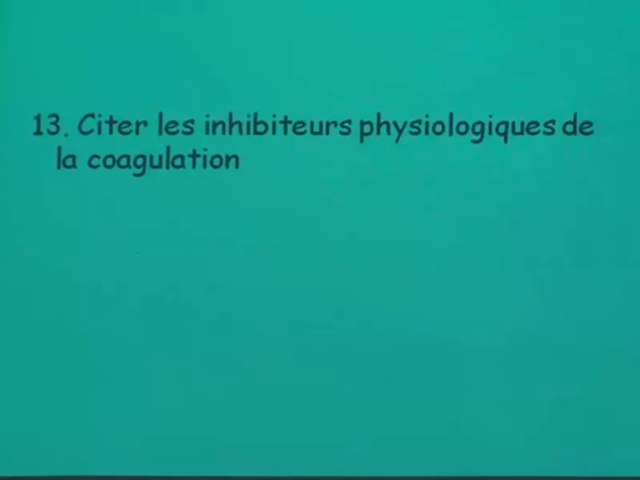 13. Citer les inhibiteurs physiologiques de
la coagulation